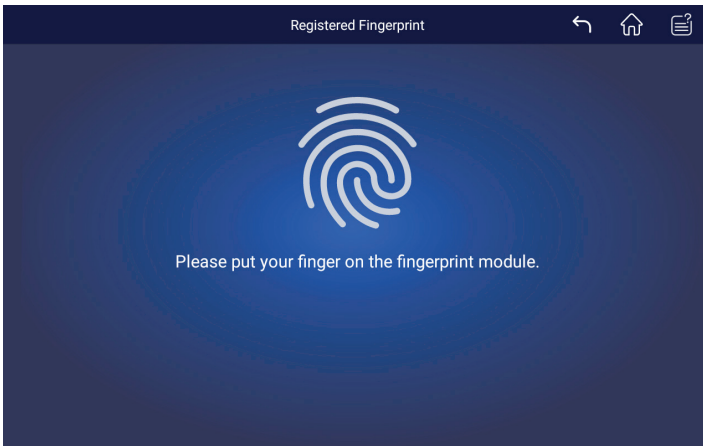 Registered Fingerprint
Please put your finger on the fingerprint module.